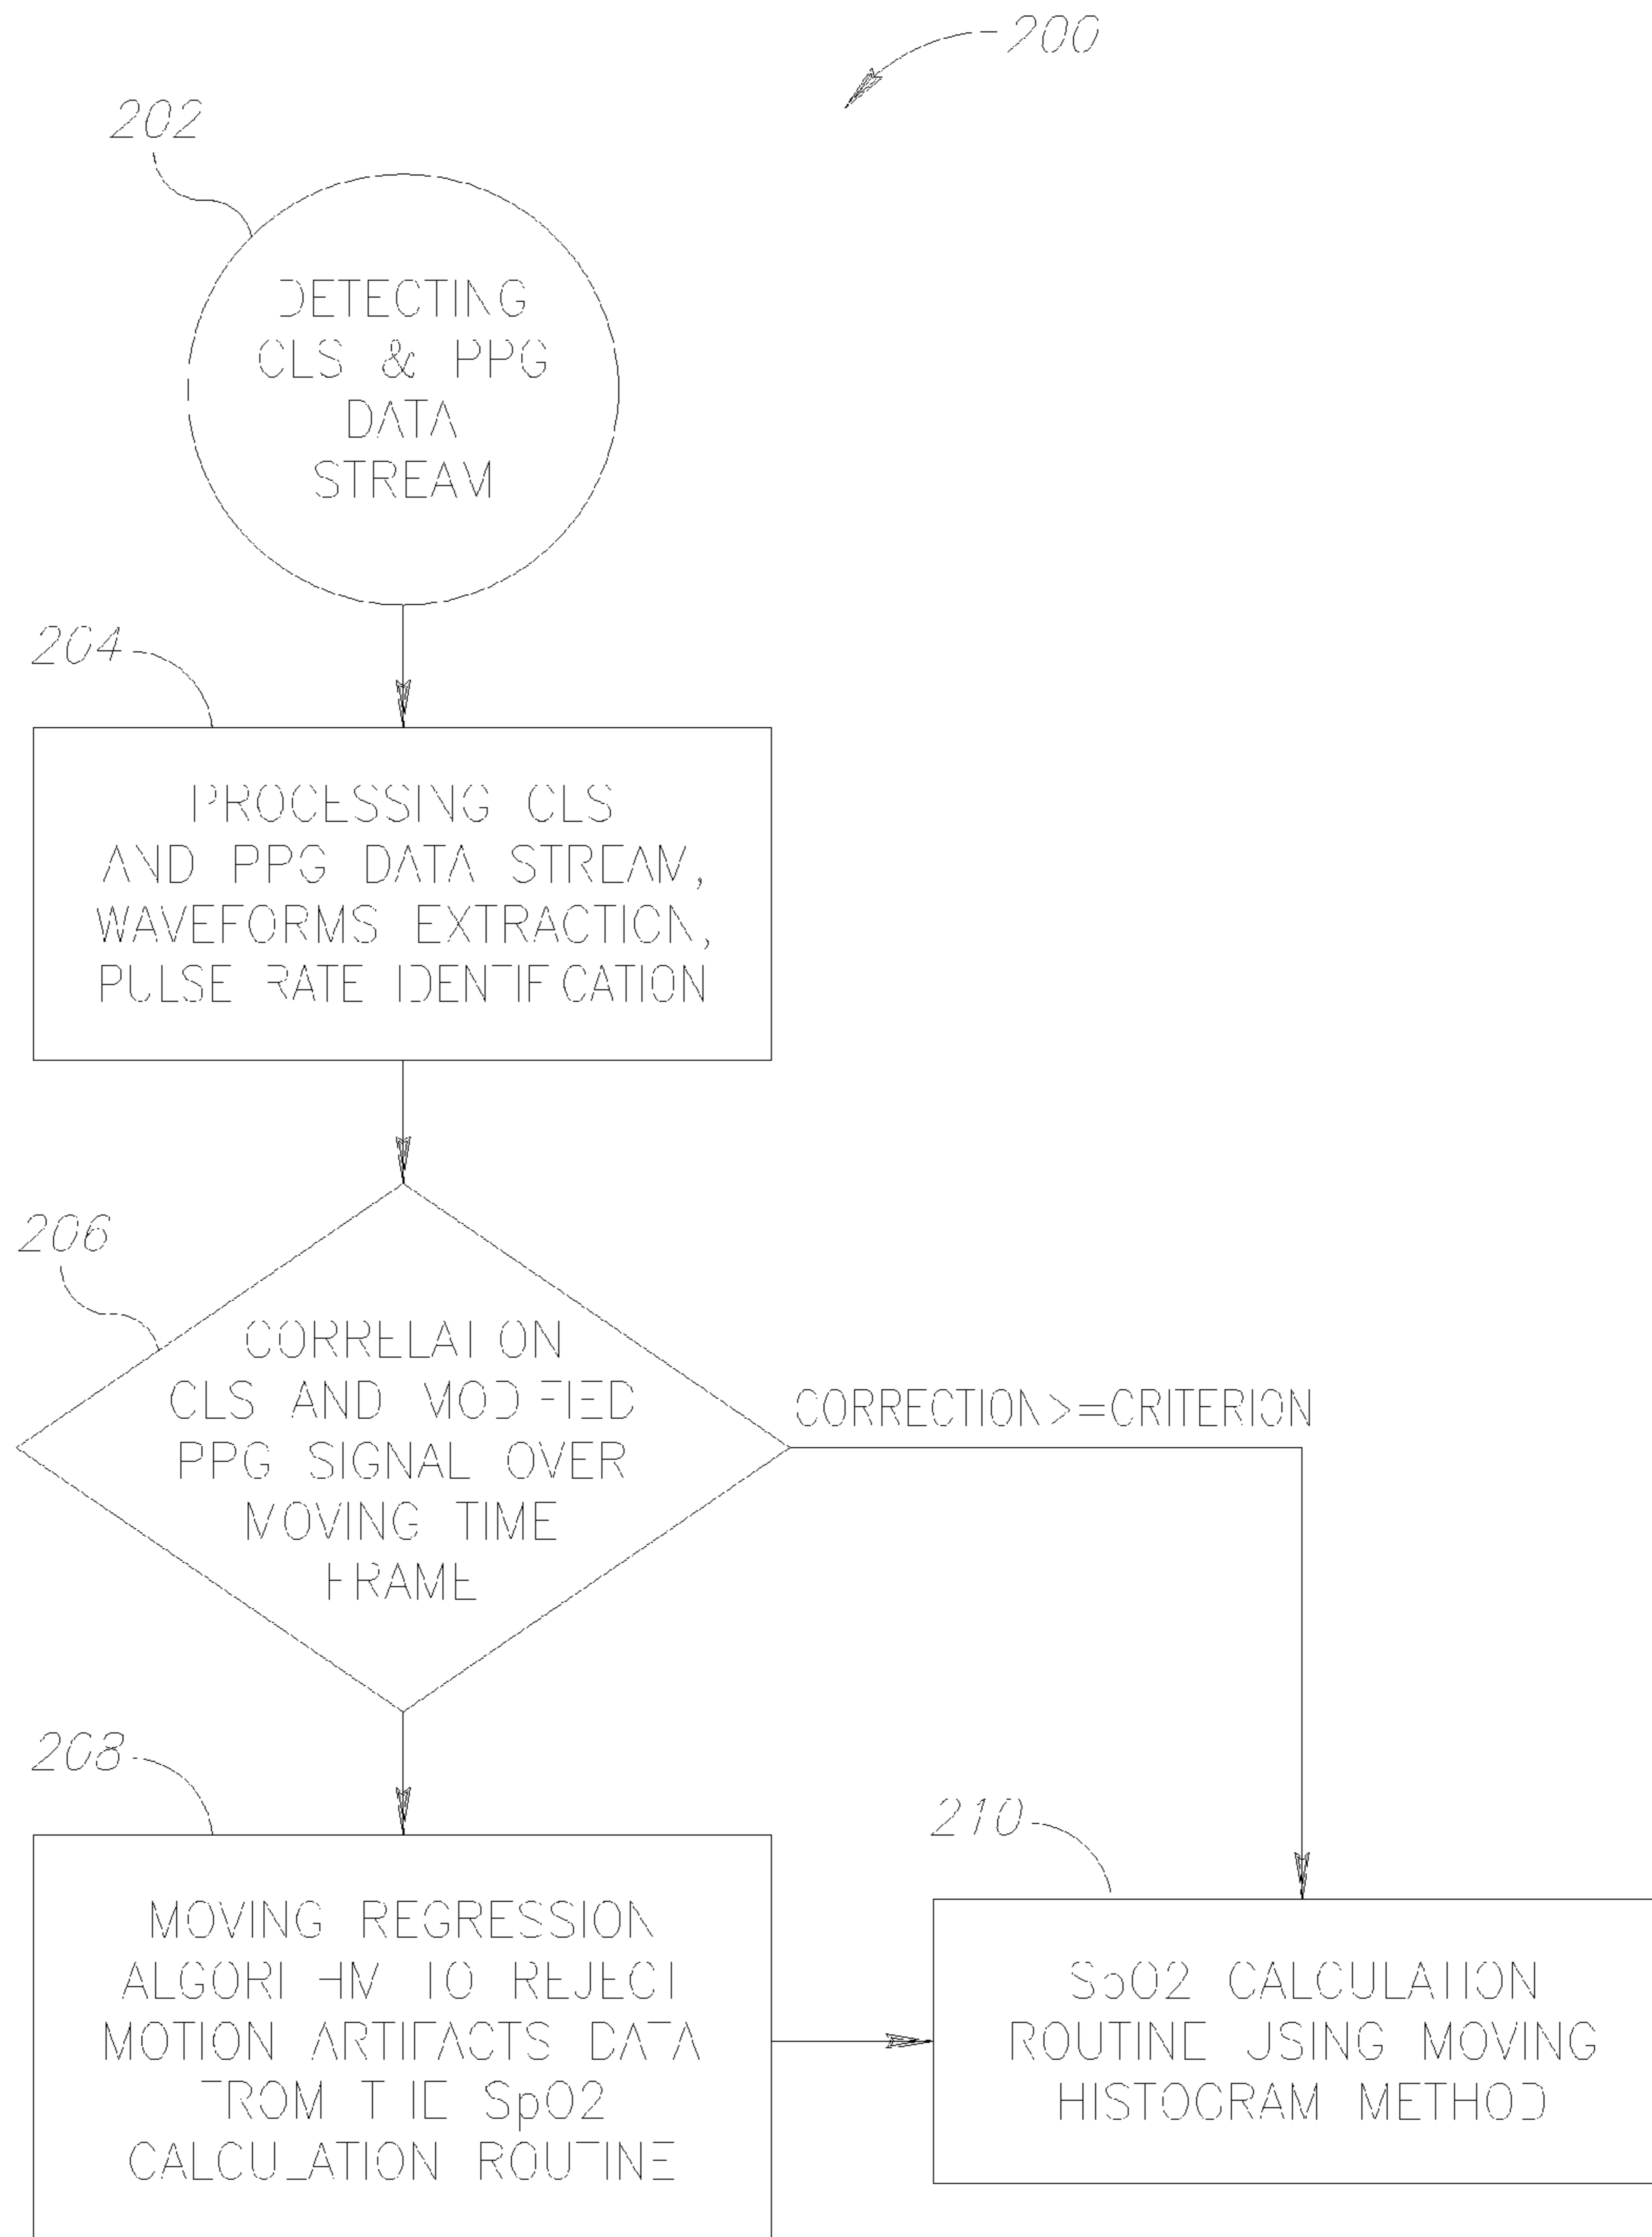 200
202
DETECTING
CLS & PPG
DATA
STREAM
204
PROCESSING CLS
AND PPG DATA STREAM,
WAVEFORMS EXTRACTION,
PULSE RATE IDENTIFICATION
206
CORRELATION
CLS AND MODIFIED
PPG SIGNAL OVER
MOVING TIME
FRAME
CORRECTION>=CRITERION
208
MOVING REGRESSION
ALGORITHM TO REJECT
MOTION ARTIFACTS DATA
FROM THE SpO2
CALCULATION ROUTINE
210
SpO2 CALCULATION
ROUTINE USING MOVING
HISTOGRAM METHOD